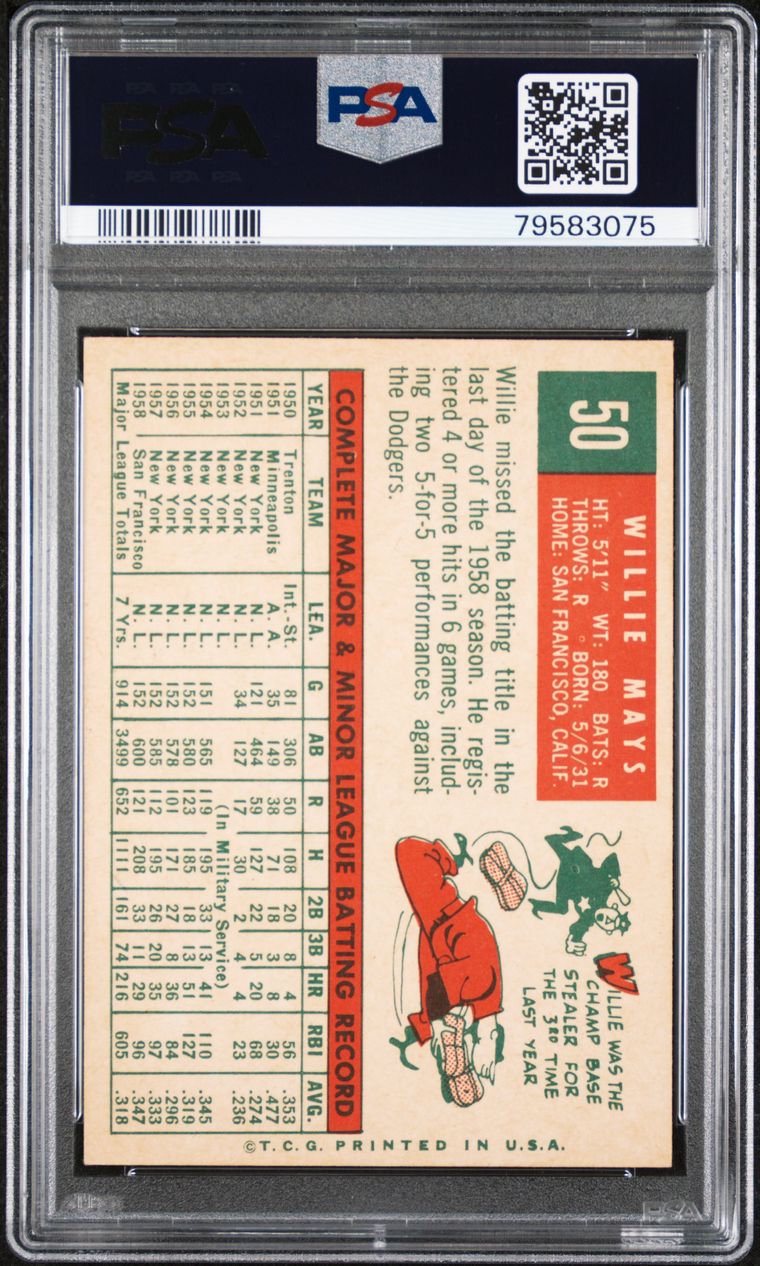 PSA PSA PSA
PSA
PSA PSA PSA
PSA
79583075
50
WILLIE MAYS
HT: 5'11" WT: 180 BATS: R
THROWS: R BORN: 5/6/31
HOME: SAN FRANCISCO, CALIF.
Willie missed the batting title in the
last day of the 1958 season. He regis-
tered 4 or more hits in 6 games, includ-
ing two 5-for-5 performances against
the Dodgers.
WILLIE WAS THE
CHAMP BASE
STEALER FOR
THE 3RD TIME
LAST YEAR
COMPLETE MAJOR & MINOR LEAGUE BATTING RECORD
YEAR TEAM LEA. G AB R H 2B 3B HR RBI AVG.
1950 Trenton Int.-St. 81 306 50 108 20 8 4 56 .353
1951 Minneapolis A. A. 35 149 38 71 18 3 8 30 .477
1951 New York N. L. 121 464 59 127 22 5 20 68 .274
1952 New York N. L. 34 127 17 30 2 4 4 23 .236
1953 New York N. L. (In Military Service)
1954 New York N. L. 151 565 119 195 33 13 41 110 .345
1955 New York N. L. 152 580 123 185 18 13 51 127 .319
1956 New York N. L. 152 578 101 171 27 8 36 84 .296
1957 New York N. L. 152 585 112 195 26 20 35 97 .333
1958 San Francisco N. L. 152 600 121 208 33 11 29 96 .347
Major League Totals 7 Yrs. 914 3499 652 1111 161 74 216 605 .318
©T. C. G. PRINTED IN U.S.A.
PSA